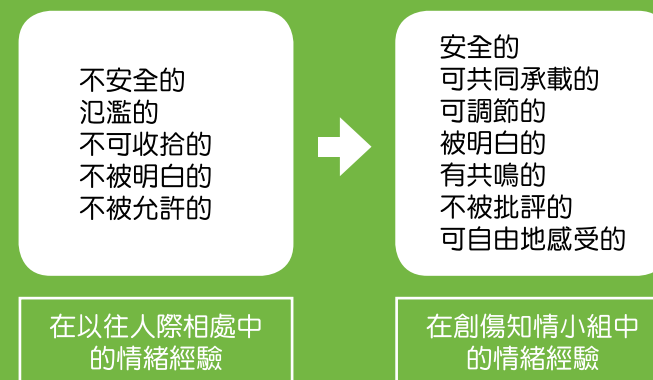 不安全的
氾濫的
不可收拾的
不被明白的
不被允許的
在以往人際相處中
的情緒經驗
安全的
可共同承載的
可調節的
被明白的
有共鳴的
不被批評的
可自由地感受的
在創傷知情小組中
的情緒經驗